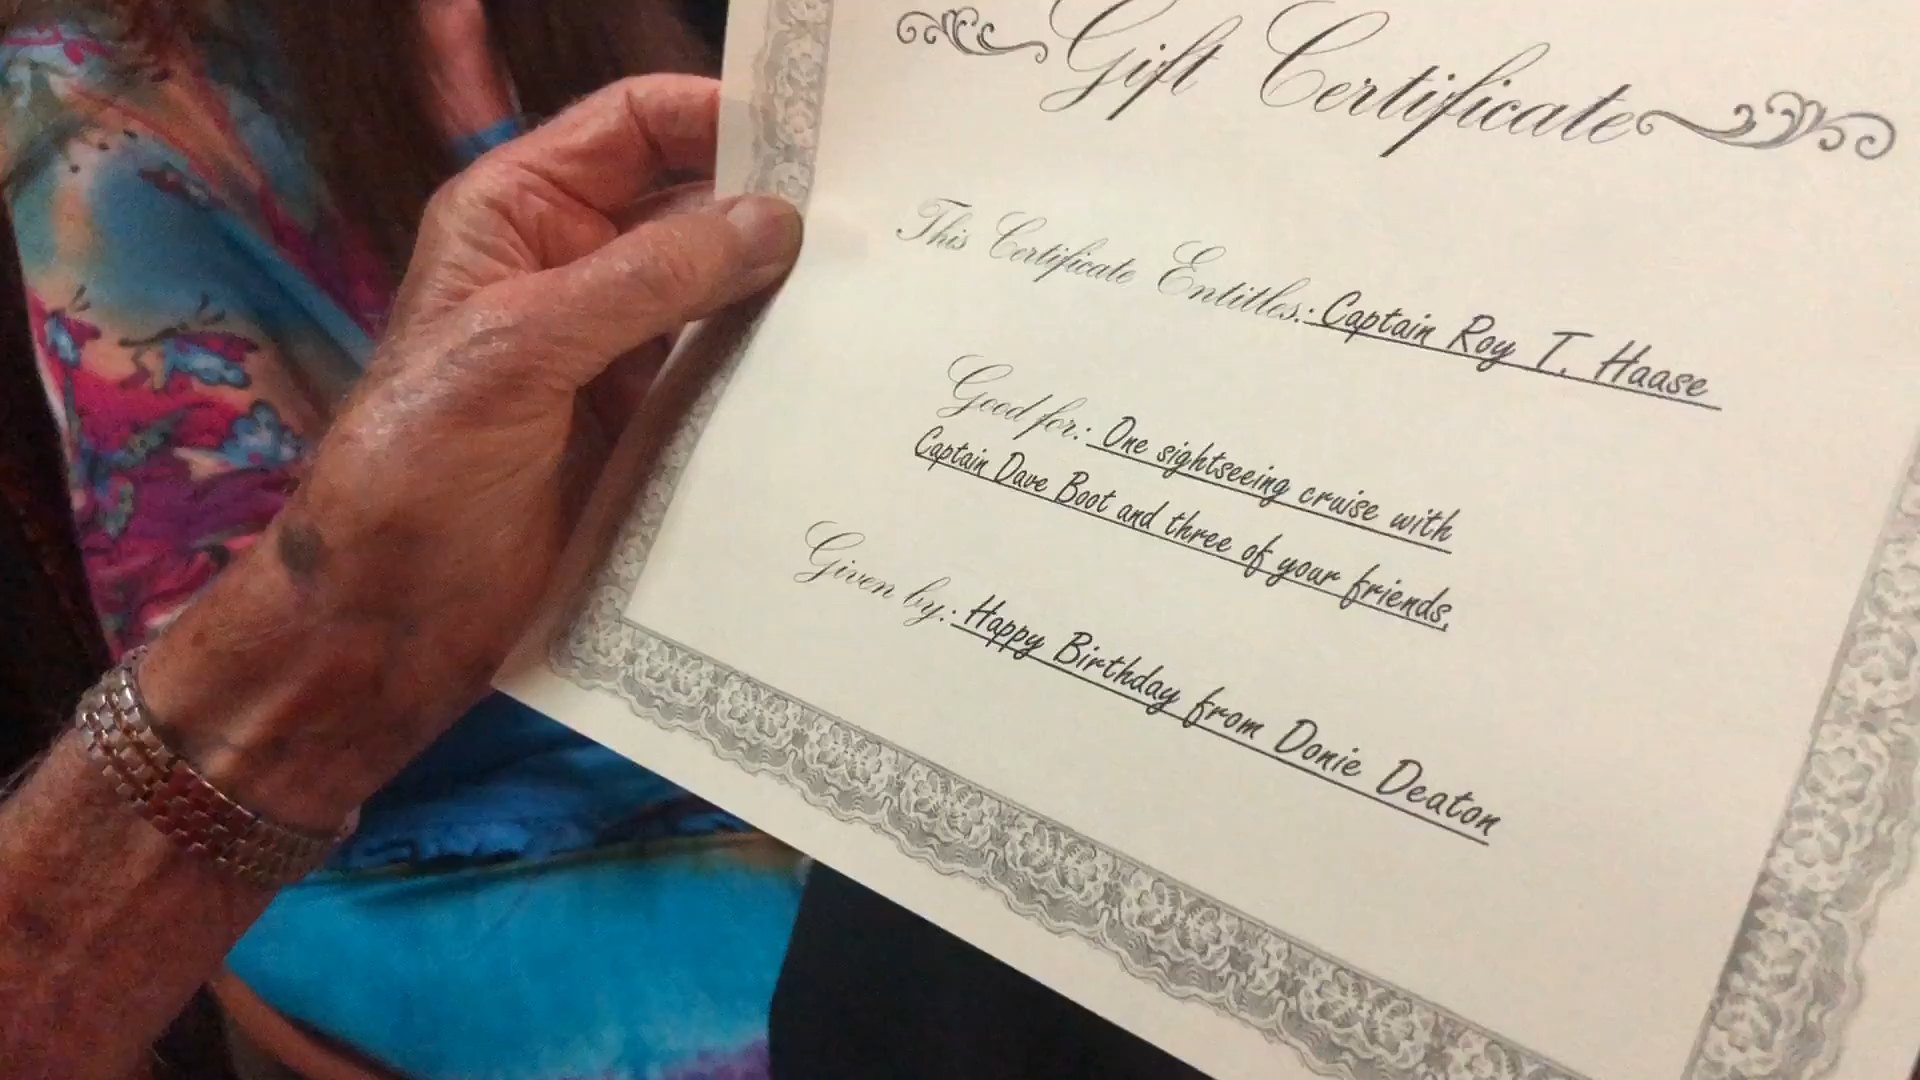 Gift Certificate
This Certificate Entitles: Captain Roy T. Haase
Good for: One sightseeing cruise with
Captain Dave Boot and three of your friends.
Given by: Happy Birthday from Donie Deaton